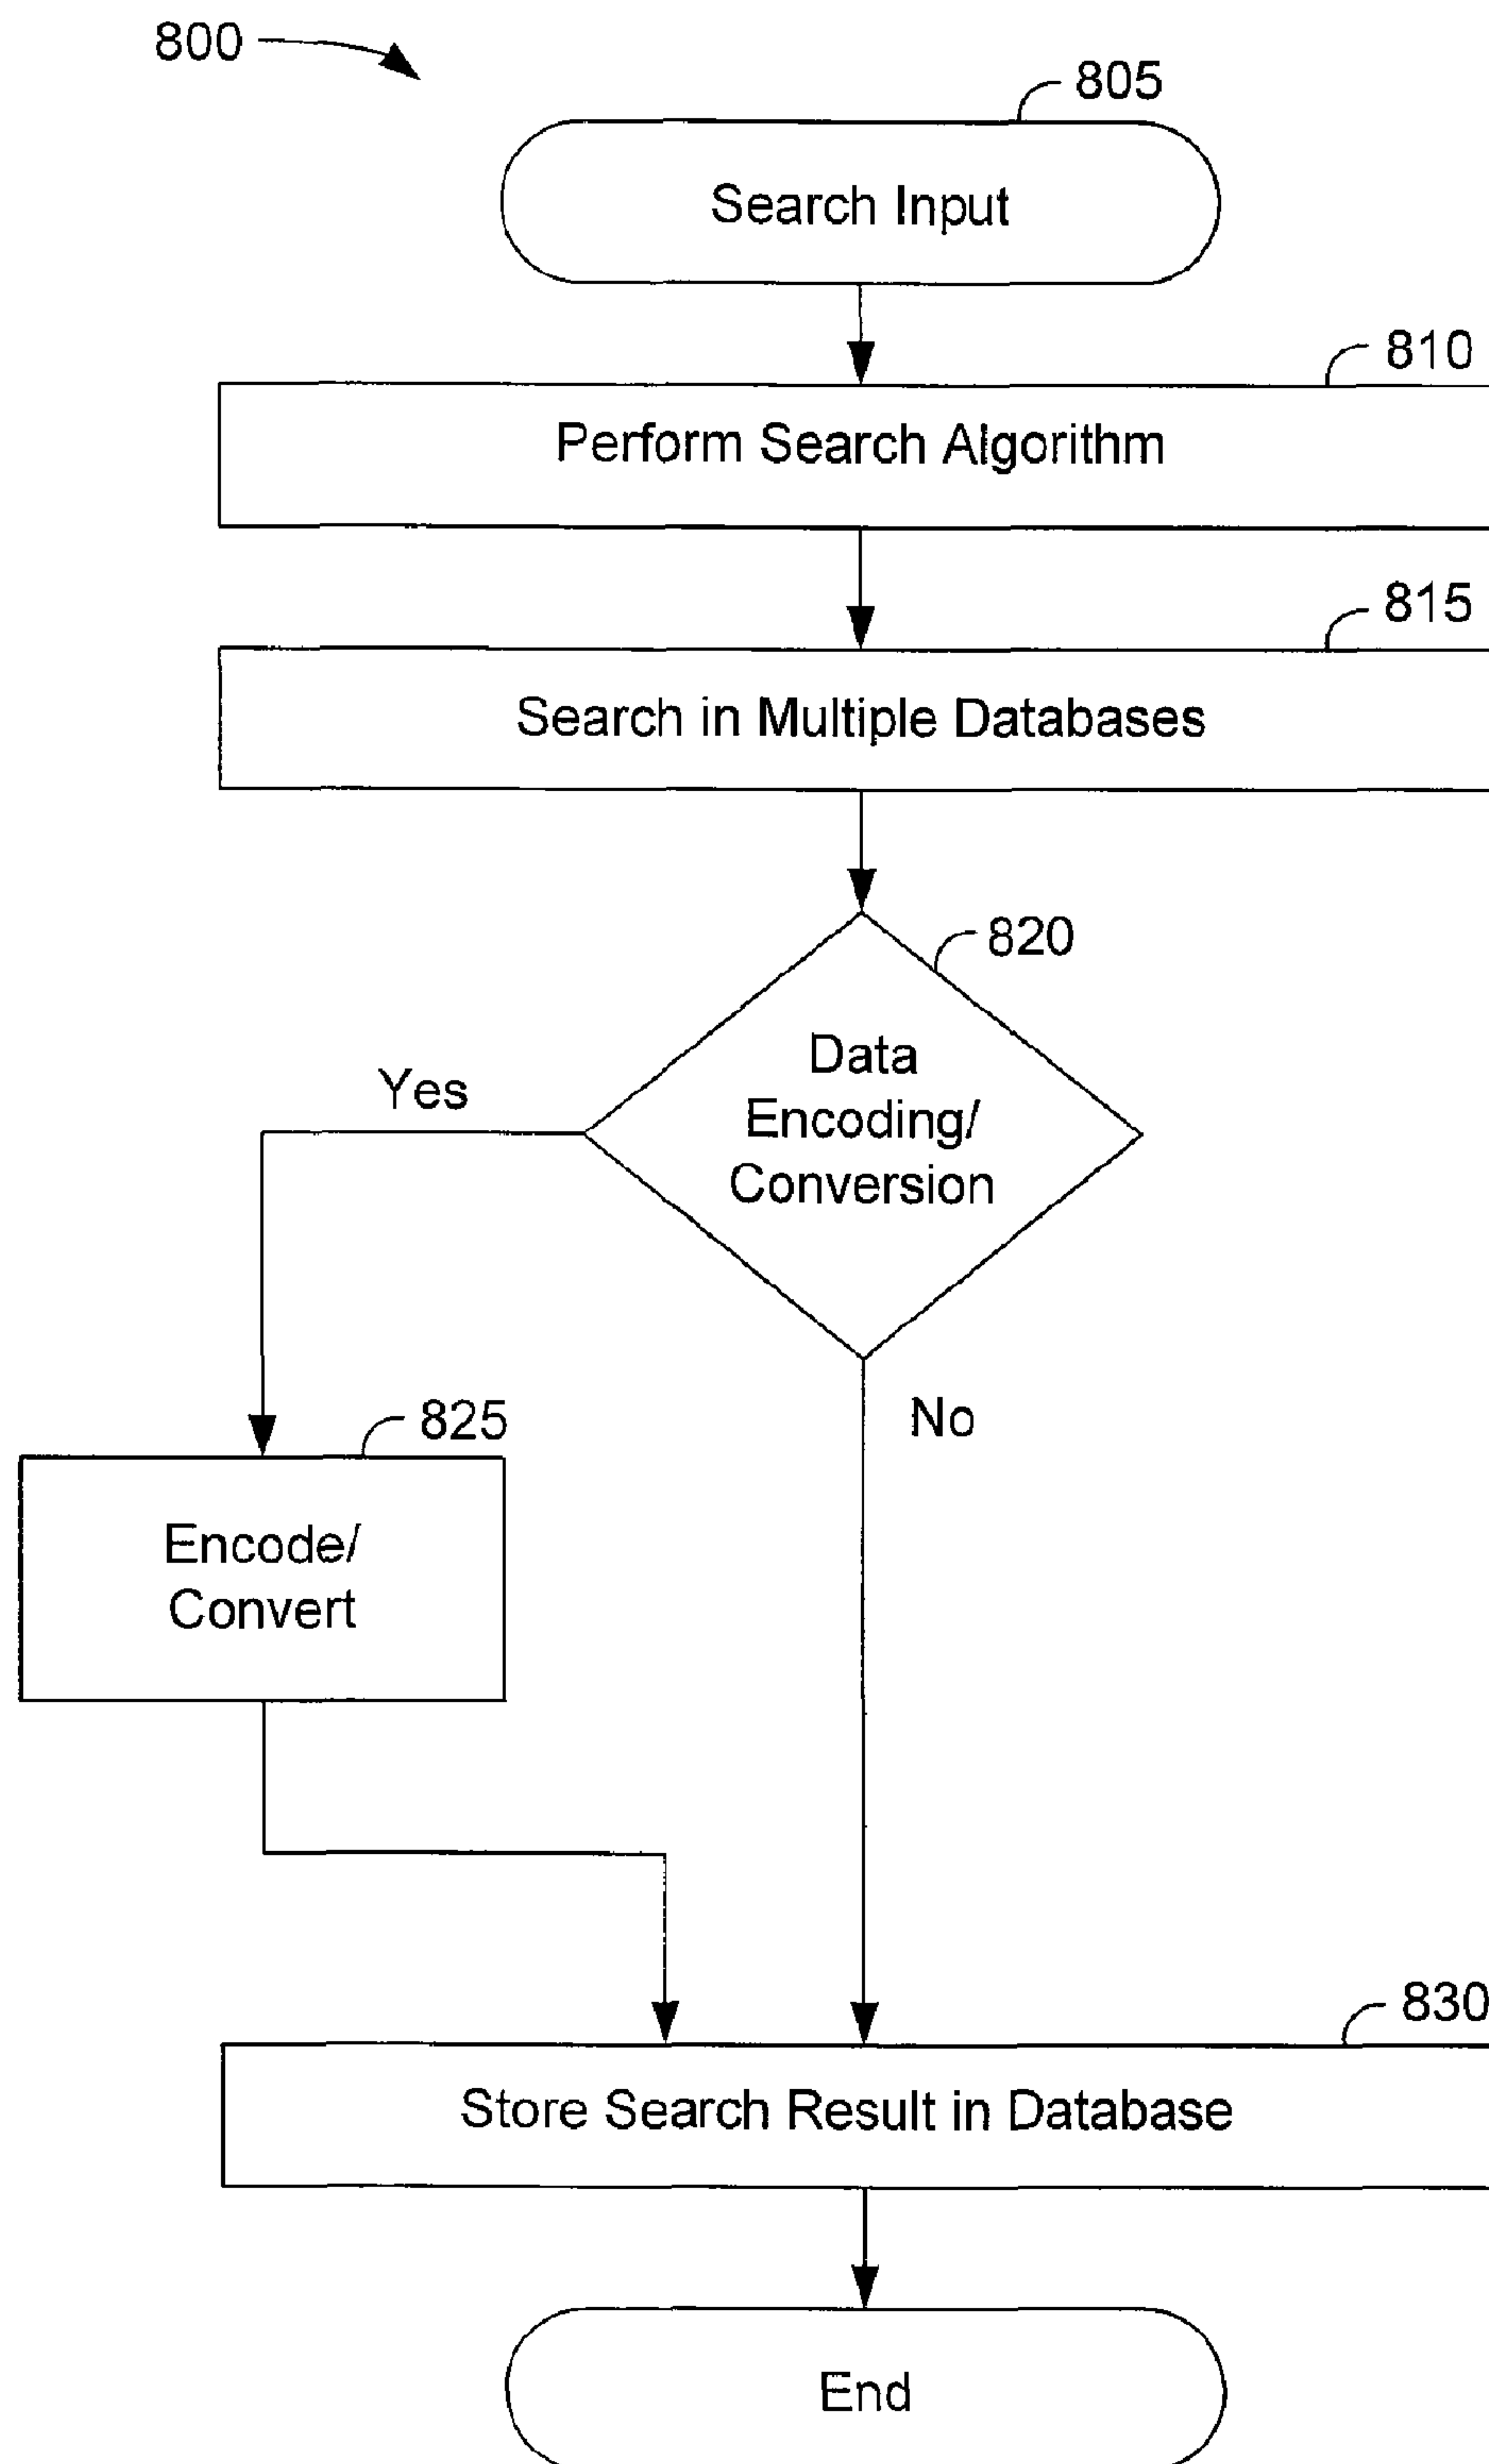 800
805
Search Input
810
Perform Search Algorithm
815
Search in Multiple Databases
820
Data
Encoding/
Conversion
Yes
No
825
Encode/
Convert
830
Store Search Result in Database
End